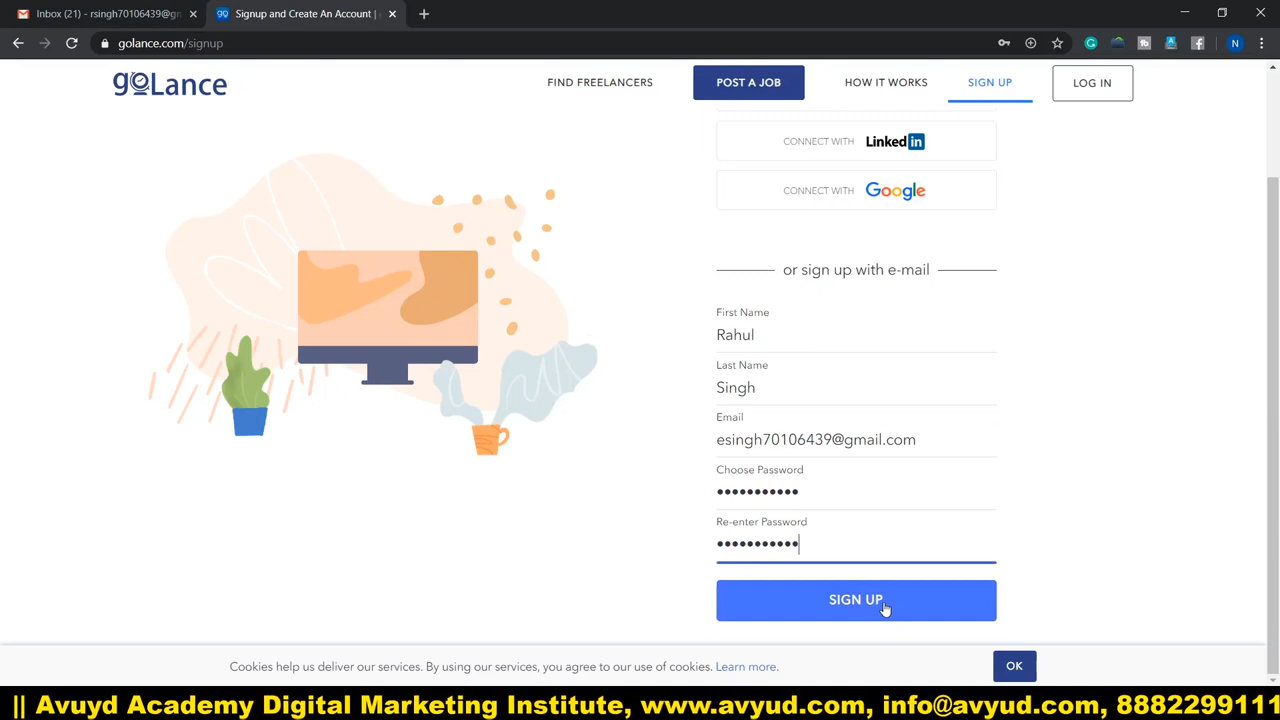 Inbox (21) - rsingh70106439@gm
Signup and Create An Account |
golance.com/signup
N
goLance
FIND FREELANCERS
POST A JOB
HOW IT WORKS
SIGN UP
LOG IN
CONNECT WITH LinkedIn
CONNECT WITH Google
or sign up with e-mail
First Name
Rahul
Last Name
Singh
Email
esingh70106439@gmail.com
Choose Password
•••••••••••
Re-enter Password
•••••••••••
SIGN UP
Cookies help us deliver our services. By using our services, you agree to our use of cookies. Learn more.
OK
|| Avuyd Academy Digital Marketing Institute, www.avyud.com, info@avyud.com, 8882299111